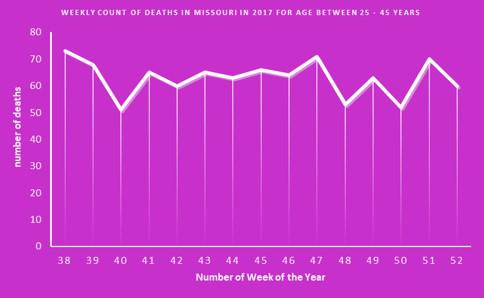 WEEKLY COUNT OF DEATHS IN MISSOURI IN 2017 FOR AGE BETWEEN 25 - 45 YEARS
80
70
60
50
40
30
20
10
0
number of deaths
38 39 40 41 42 43 44 45 46 47 48 49 50 51 52
Number of Week of the Year